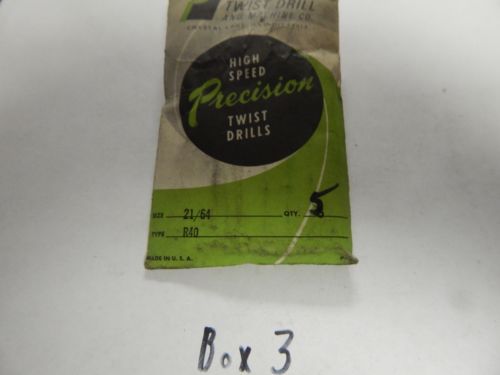 TWIST DRILL
AND MACHINE CO.
HIGH
SPEED
Precision
TWIST
DRILLS
SIZE 21/64 QTY. 5
TYPE R40
MADE IN U. S. A.
Box 3